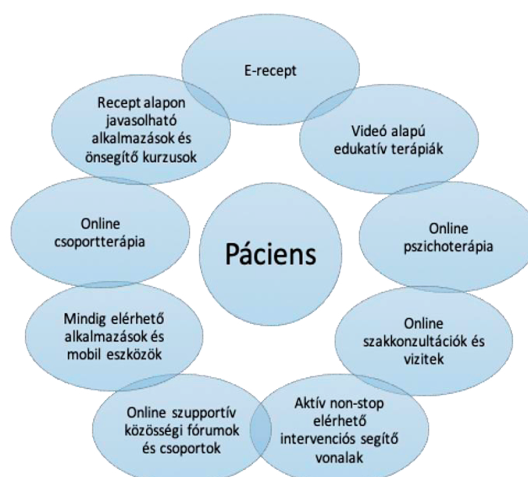 E-recept
Videó alapú
edukatív terápiák
Online
pszichoterápia
Online
szakkonzultációk és
vizitek
Aktív non-stop
elérhető
intervenciós segítő
vonalak
Online szupportív
közösségi fórumok
és csoportok
Mindig elérhető
alkalmazások és
mobil eszközök
Online
csoportterápia
Recept alapon
javasolható
alkalmazások és
önsegítő kurzusok
Páciens